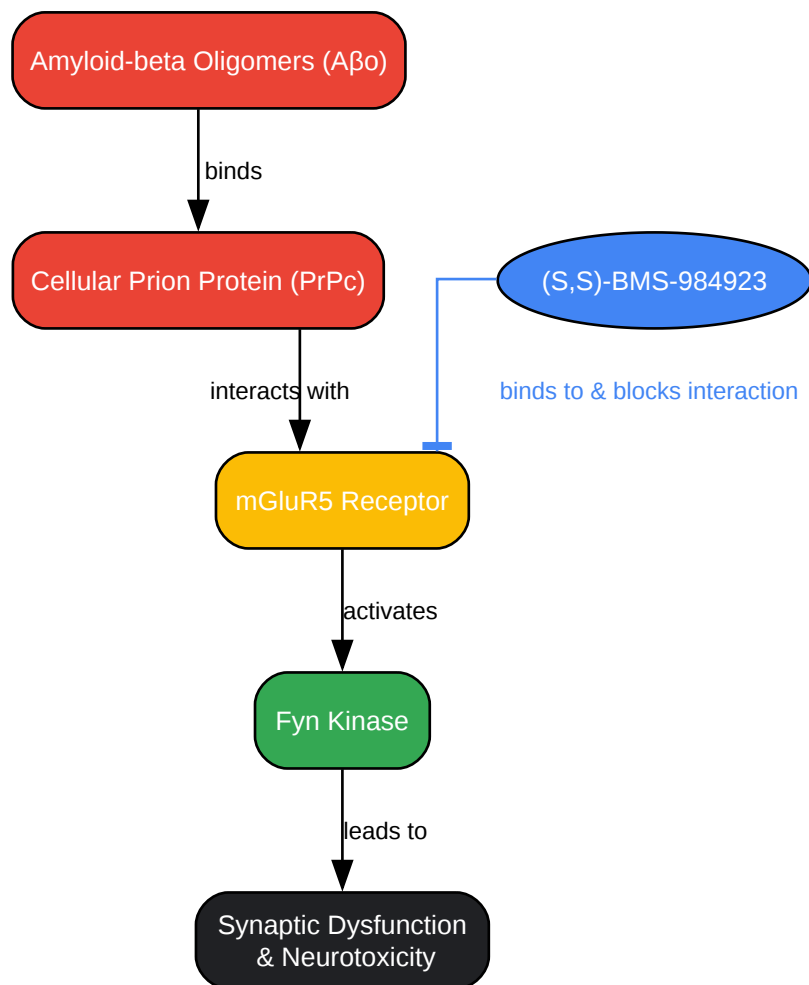 Amyloid-beta Oligomers (Aβo)
binds
Cellular Prion Protein (PrPc)
(S,S)-BMS-984923
interacts with
binds to & blocks interaction
mGluR5 Receptor
activates
Fyn Kinase
leads to
Synaptic Dysfunction
& Neurotoxicity